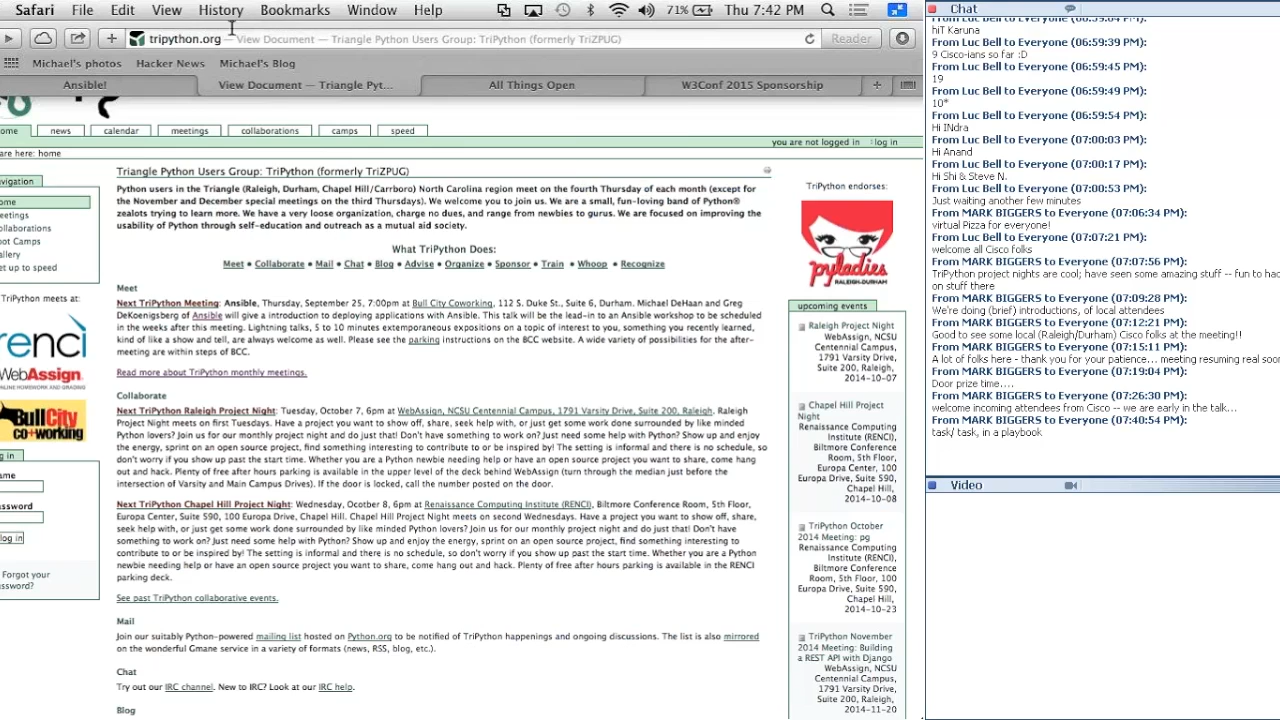 Safari File Edit View History Bookmarks Window Help 71% Thu 7:42 PM
tripython.org — View Document — Triangle Python Users Group: TriPython (formerly TriZPUG) Reader
Michael's photos Hacker News Michael's Blog
Ansible! View Document — Triangle Pyt... All Things Open W3Conf 2015 Sponsorship +
ome news calendar meetings collaborations camps speed
you are not logged in log in
are here: home
avigation
ome
eetings
ollaborations
oot Camps
llery
et up to speed
TriPython meets at:
renci
WebAssign
ONLINE HOMEWORK AND GRADING
BullCity
co+working
g in
name
ssword
log in
Forgot your
ssword?
Triangle Python Users Group: TriPython (formerly TriZPUG)
Python users in the Triangle (Raleigh, Durham, Chapel Hill/Carrboro) North Carolina region meet on the fourth Thursday of each month (except for
the November and December special meetings on the third Thursdays). We welcome you to join us. We are a small, fun-loving band of Python®
zealots trying to learn more. We have a very loose organization, charge no dues, and range from newbies to gurus. We are focused on improving the
usability of Python through self-education and outreach as a mutual aid society.
What TriPython Does:
Meet • Collaborate • Mail • Chat • Blog • Advise • Organize • Sponsor • Train • Whoop • Recognize
Meet
Next TriPython Meeting: Ansible, Thursday, September 25, 7:00pm at Bull City Coworking, 112 S. Duke St., Suite 6, Durham. Michael DeHaan and Greg
DeKoenigsberg of Ansible will give a introduction to deploying applications with Ansible. This talk will be the lead-in to an Ansible workshop to be scheduled
in the weeks after this meeting. Lightning talks, 5 to 10 minutes extemporaneous expositions on a topic of interest to you, something you recently learned,
kind of like a show and tell, are always welcome as well. Please see the parking instructions on the BCC website. A wide variety of possibilities for the after-
meeting are within steps of BCC.
Read more about TriPython monthly meetings.
Collaborate
Next TriPython Raleigh Project Night: Tuesday, October 7, 6pm at WebAssign, NCSU Centennial Campus, 1791 Varsity Drive, Suite 200, Raleigh. Raleigh
Project Night meets on first Tuesdays. Have a project you want to show off, share, seek help with, or just get some work done surrounded by like minded
Python lovers? Join us for our monthly project night and do just that! Don't have something to work on? Just need some help with Python? Show up and enjoy
the energy, sprint on an open source project, find something interesting to contribute to or be inspired by! The setting is informal and there is no schedule, so
don't worry if you show up past the start time. Whether you are a Python newbie needing help or have an open source project you want to share, come hang
out and hack. Plenty of free after hours parking is available in the upper level of the deck behind WebAssign (turn through the median just before the
intersection of Varsity and Main Campus Drives). If the door is locked, call the number posted on the door.
Next TriPython Chapel Hill Project Night: Wednesday, October 8, 6pm at Renaissance Computing Institute (RENCI), Biltmore Conference Room, 5th Floor,
Europa Center, Suite 590, 100 Europa Drive, Chapel Hill. Chapel Hill Project Night meets on second Wednesdays. Have a project you want to show off, share,
seek help with, or just get some work done surrounded by like minded Python lovers? Join us for our monthly project night and do just that! Don't have
something to work on? Just need some help with Python? Show up and enjoy the energy, sprint on an open source project, find something interesting to
contribute to or be inspired by! The setting is informal and there is no schedule, so don't worry if you show up past the start time. Whether you are a Python
newbie needing help or have an open source project you want to share, come hang out and hack. Plenty of free after hours parking is available in the RENCI
parking deck.
See past TriPython collaborative events.
Mail
Join our suitably Python-powered mailing list hosted on Python.org to be notified of TriPython happenings and ongoing discussions. The list is also mirrored
on the wonderful Gmane service in a variety of formats (news, RSS, blog, etc.).
Chat
Try out our IRC channel. New to IRC? Look at our IRC help.
Blog
TriPython endorses:
pyladies
RALEIGH-DURHAM
upcoming events
Raleigh Project Night
WebAssign, NCSU
Centennial Campus,
1791 Varsity Drive,
Suite 200, Raleigh,
2014-10-07
Chapel Hill Project
Night
Renaissance Computing
Institute (RENCI),
Biltmore Conference
Room, 5th Floor,
Europa Center, 100
Europa Drive, Suite 590,
Chapel Hill,
2014-10-08
TriPython October
2014 Meeting: pg
Renaissance Computing
Institute (RENCI),
Biltmore Conference
Room, 5th Floor, 100
Europa Drive, Suite 590,
Chapel Hill,
2014-10-23
TriPython November
2014 Meeting: Building
a REST API with Django
WebAssign, NCSU
Centennial Campus,
1791 Varsity Drive,
Suite 200, Raleigh,
2014-11-20
Chat
hiT Karuna
From Luc Bell to Everyone (06:59:39 PM):
9 Cisco-ians so far :D
From Luc Bell to Everyone (06:59:45 PM):
19
From Luc Bell to Everyone (06:59:49 PM):
10*
From Luc Bell to Everyone (06:59:54 PM):
Hi INdra
From Luc Bell to Everyone (07:00:03 PM):
Hi Anand
From Luc Bell to Everyone (07:00:17 PM):
Hi Shi & Steve N.
From Luc Bell to Everyone (07:00:53 PM):
Just waiting another few minutes
From MARK BIGGERS to Everyone (07:06:34 PM):
virtual Pizza for everyone!
From Luc Bell to Everyone (07:07:21 PM):
welcome all Cisco folks
From MARK BIGGERS to Everyone (07:07:56 PM):
TriPython project nights are cool; have seen some amazing stuff -- fun to hac
on stuff there
From MARK BIGGERS to Everyone (07:09:28 PM):
We're doing (brief) introductions, of local attendees
From MARK BIGGERS to Everyone (07:12:21 PM):
Good to see some local (Raleigh/Durham) Cisco folks at the meeting!!
From MARK BIGGERS to Everyone (07:15:11 PM):
A lot of folks here - thank you for your patience... meeting resuming real soon
From MARK BIGGERS to Everyone (07:19:04 PM):
Door prize time....
From MARK BIGGERS to Everyone (07:26:30 PM):
welcome incoming attendees from Cisco -- we are early in the talk...
From MARK BIGGERS to Everyone (07:40:54 PM):
task/ task, in a playbook
Video